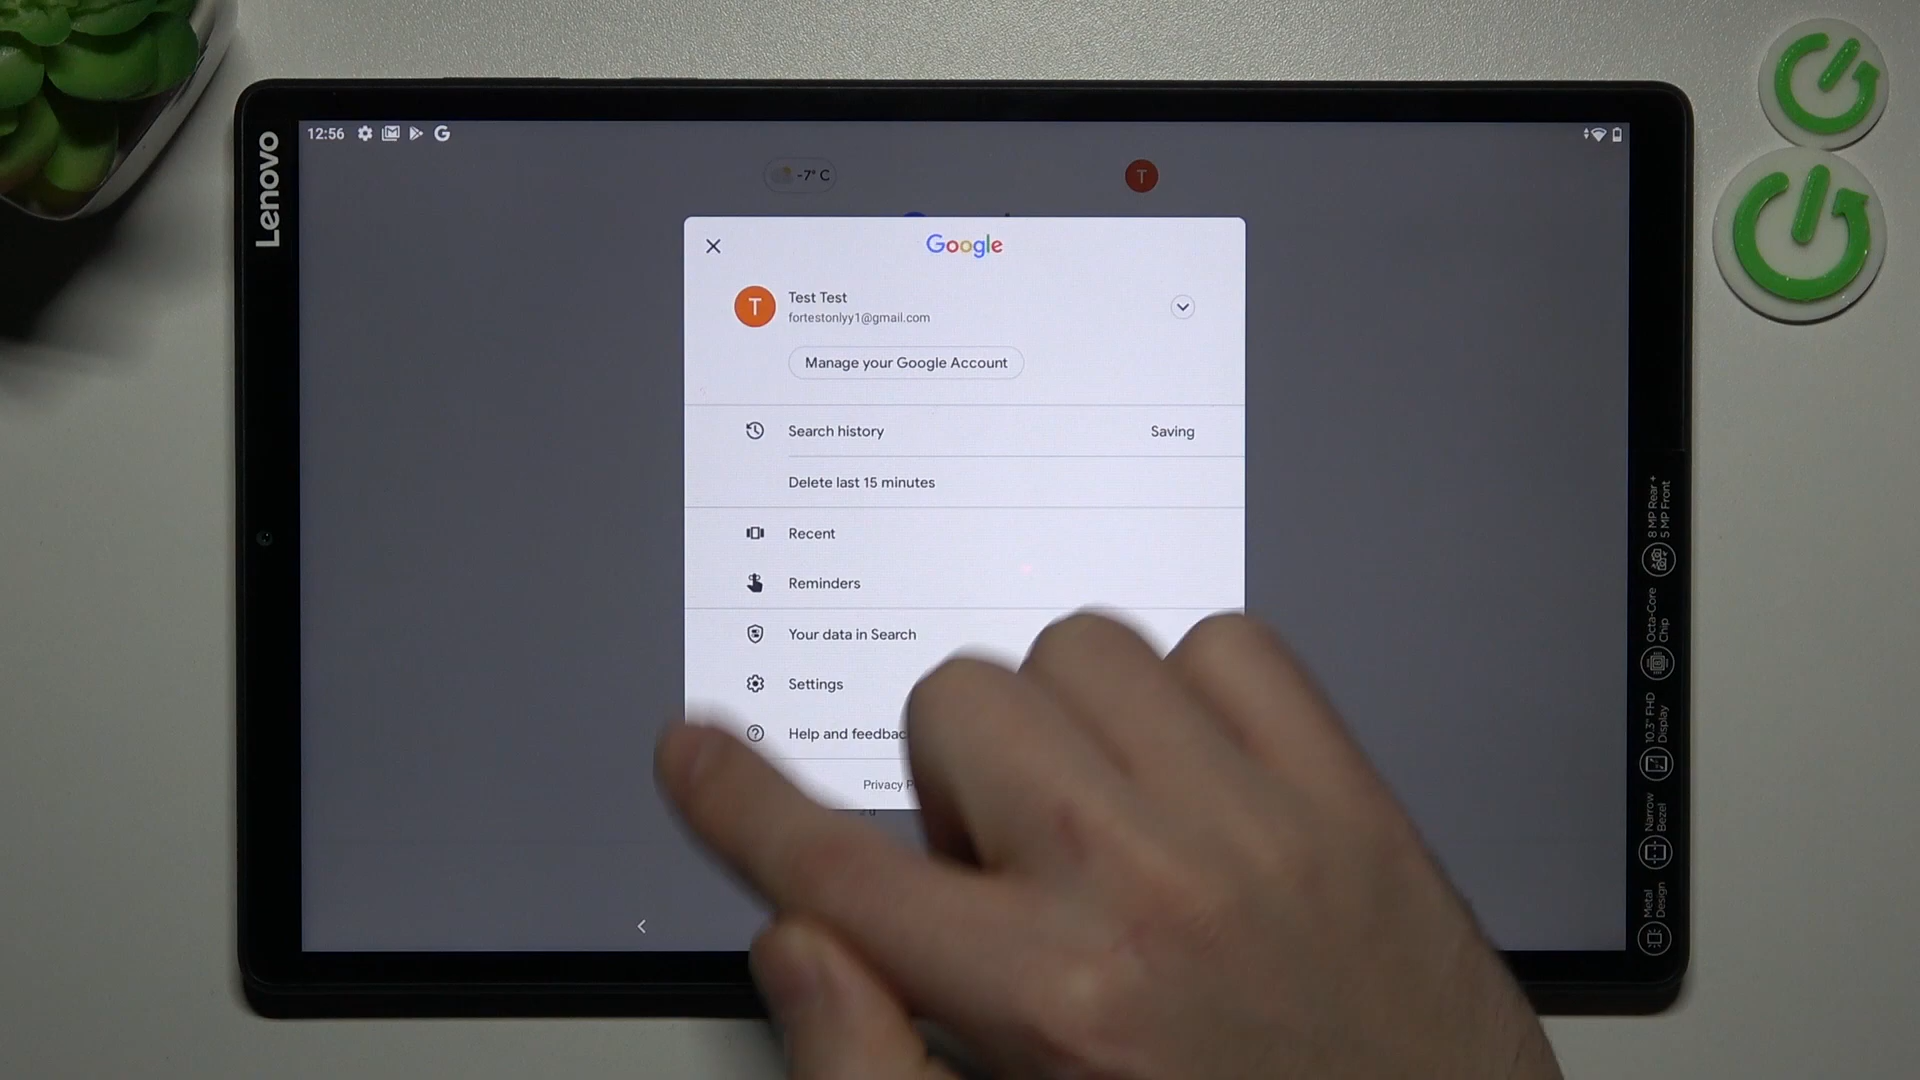 Lenovo
12:56
-7° C
T
Google
T
Test Test
fortestonlyy1@gmail.com
Manage your Google Account
Search history
Saving
Delete last 15 minutes
Recent
Reminders
Your data in Search
Settings
Help and feedbac
Privacy P
8 MP Rear +
5 MP Front
Octa-Core
Chip
10.3" FHD
Display
Narrow
Bezel
Metal
Design